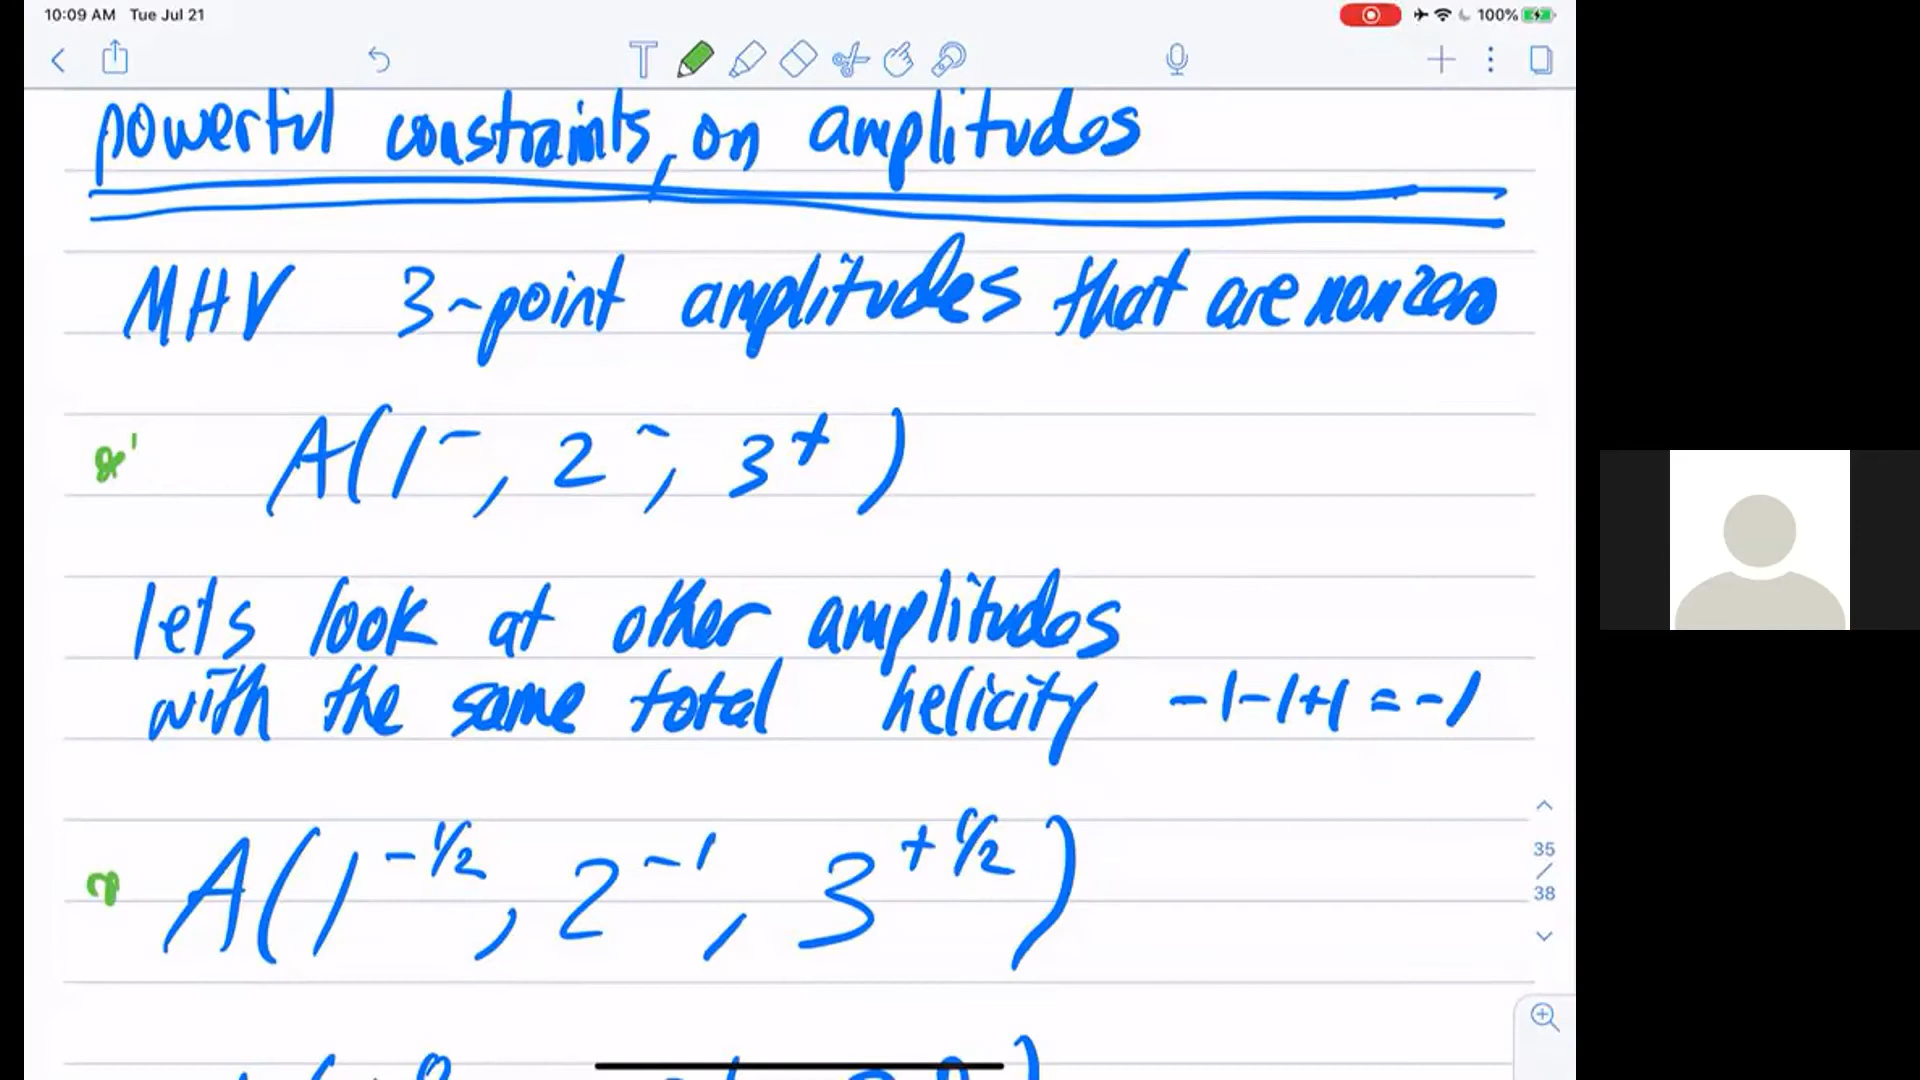 10:09 AM Tue Jul 21
100%
T
powerful constraints, on amplitudes
MHV 3-point amplitudes that are nonzero
A(1⁻, 2⁻, 3⁺)
lets look at other amplitudes
with the same total helicity -1-1+1=-1
A(1^{-1/2}, 2^{-1}, 3^{+1/2})
35
/
38